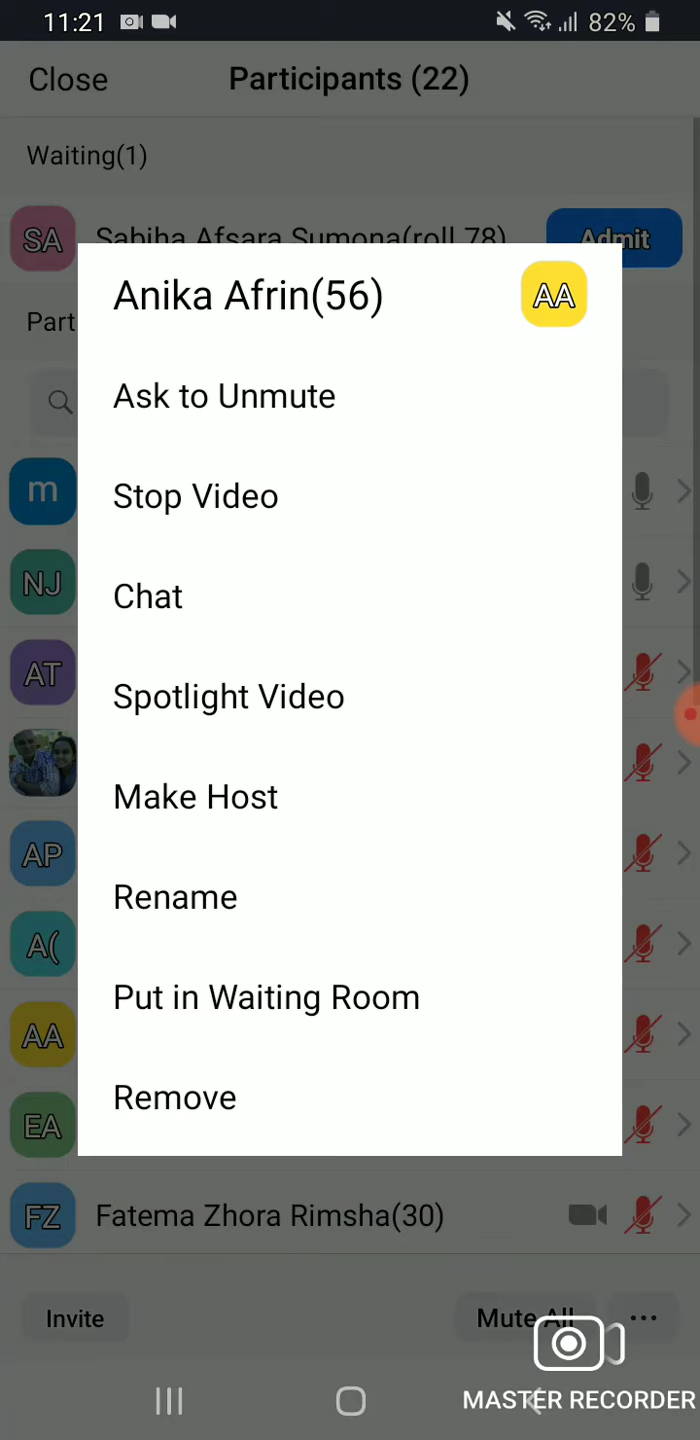 11:21
82%
Close
Participants (22)
Waiting(1)
SA
Sabiha Afsara Sumona(roll 78)
Admit
Part
Anika Afrin(56)
AA
Ask to Unmute
Stop Video
Chat
Spotlight Video
Make Host
Rename
Put in Waiting Room
Remove
m
NJ
AT
AP
A(
AA
EA
FZ
Fatema Zhora Rimsha(30)
Invite
Mute All
...
MASTER RECORDER